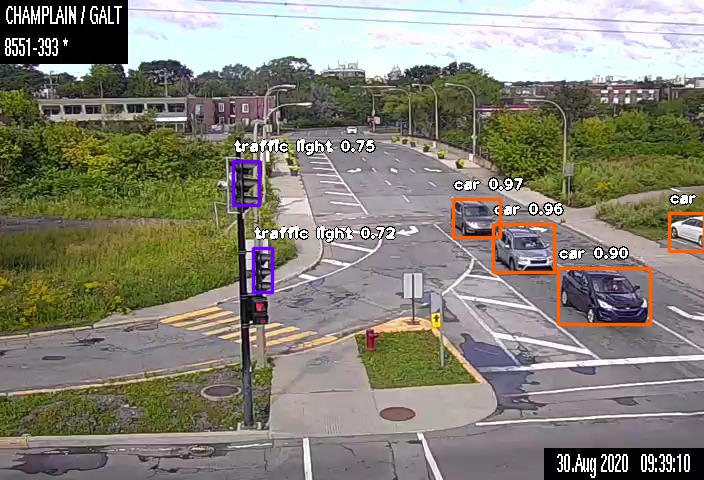 CHAMPLAIN / GALT
8551-393 *
traffic light 0.75
car 0.97
car
car 0.96
traffic light 0.72
car 0.90
30.Aug 2020 09:39:10